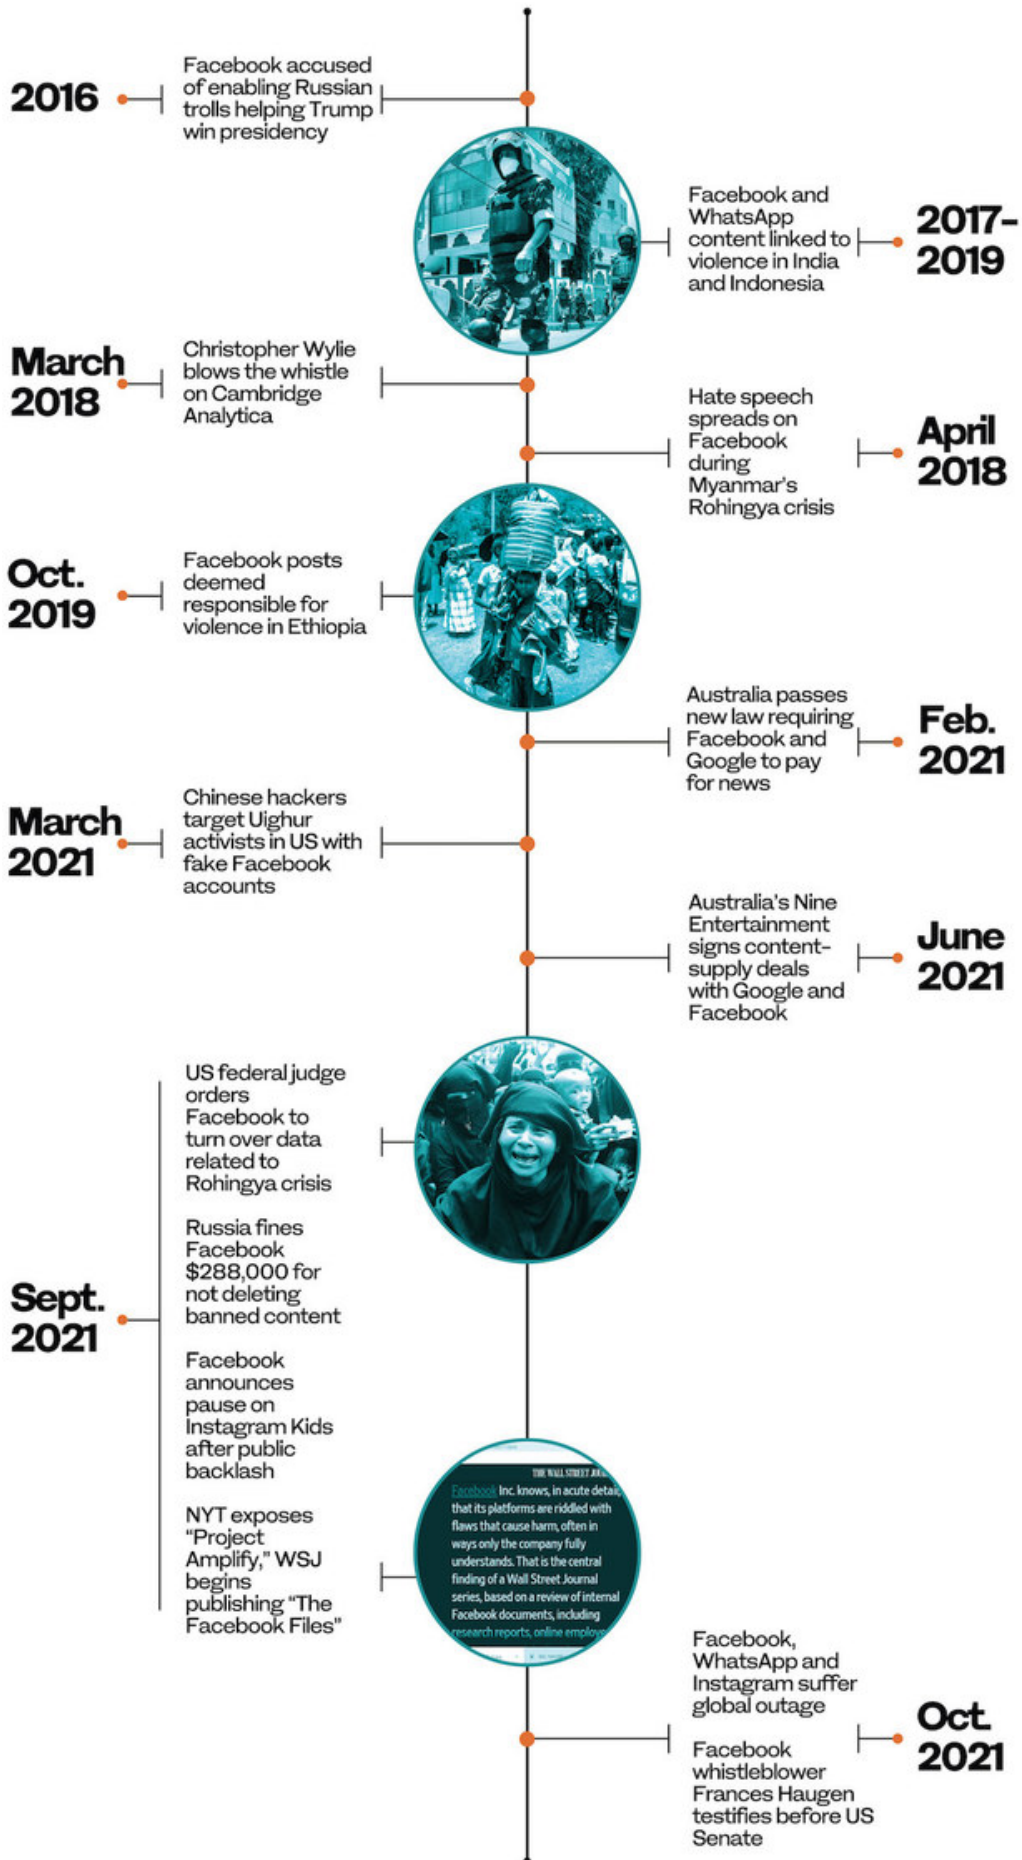 2016
Facebook accused
of enabling Russian
trolls helping Trump
win presidency
Facebook and
WhatsApp
content linked to
violence in India
and Indonesia
2017–
2019
March
2018
Christopher Wylie
blows the whistle
on Cambridge
Analytica
Hate speech
spreads on
Facebook
during
Myanmar's
Rohingya crisis
April
2018
Oct.
2019
Facebook posts
deemed
responsible for
violence in Ethiopia
Australia passes
new law requiring
Facebook and
Google to pay
for news
Feb.
2021
March
2021
Chinese hackers
target Uighur
activists in US with
fake Facebook
accounts
Australia's Nine
Entertainment
signs content-
supply deals
with Google and
Facebook
June
2021
Sept.
2021
US federal judge
orders
Facebook to
turn over data
related to
Rohingya crisis
Russia fines
Facebook
$288,000 for
not deleting
banned content
Facebook
announces
pause on
Instagram Kids
after public
backlash
NYT exposes
“Project
Amplify,” WSJ
begins
publishing “The
Facebook Files”
THE WALL STREET
Facebook Inc. knows, in acute detail,
that its platforms are riddled with
flaws that cause harm, often in
ways only the company fully
understands. That is the central
finding of a Wall Street Journal
series, based on a review of internal
Facebook documents, including
research reports, online
Facebook,
WhatsApp and
Instagram suffer
global outage
Facebook
whistleblower
Frances Haugen
testifies before US
Senate
Oct.
2021